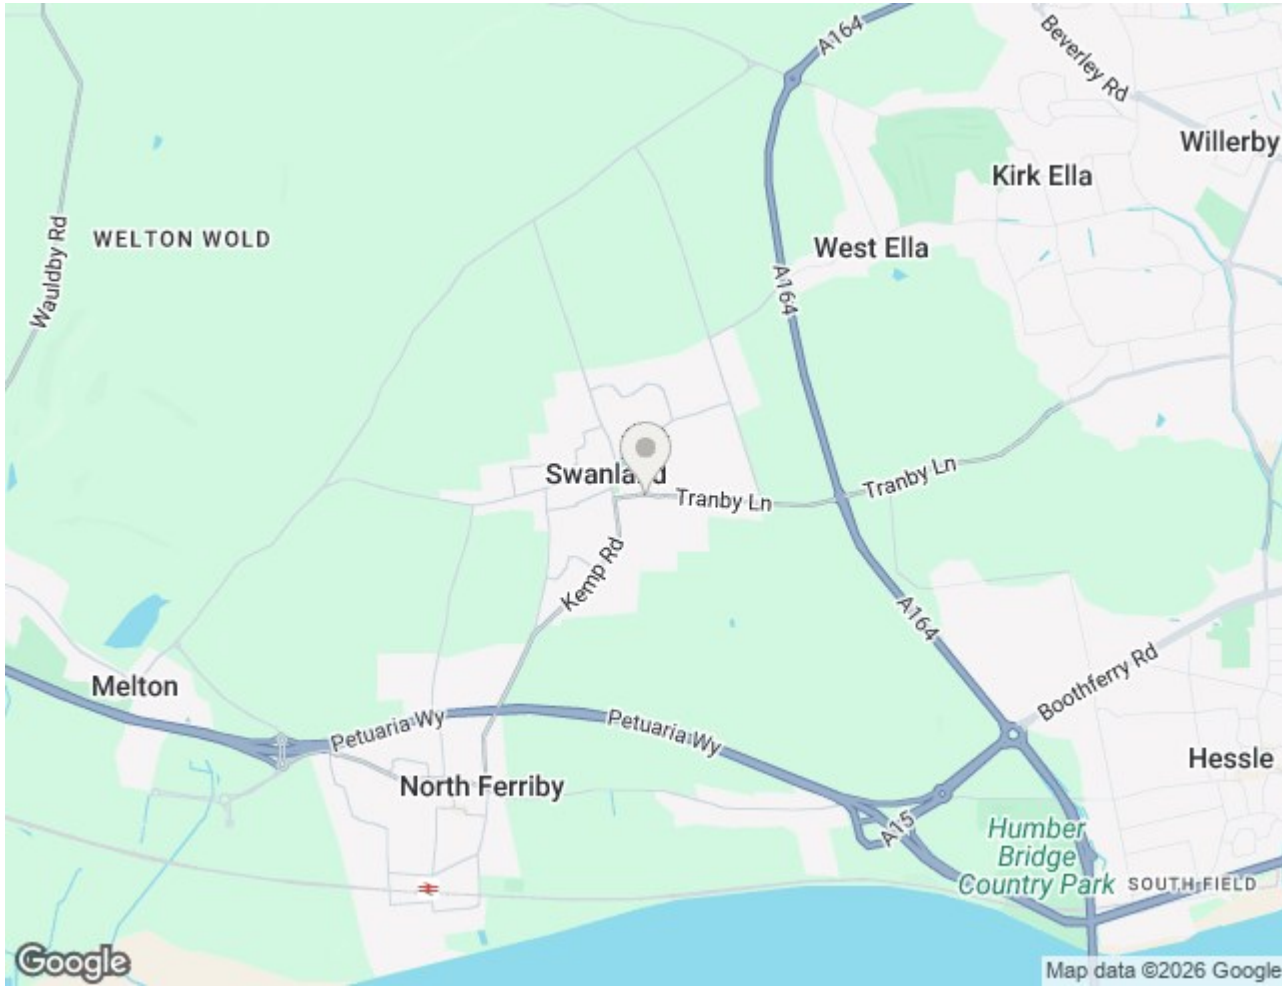 A164
Beverley Rd
Willerby
Kirk Ella
Wauldby Rd
WELTON WOLD
West Ella
A164
Swanland
Tranby Ln
Tranby Ln
Kemp Rd
A164
Boothferry Rd
Melton
Petuaria Wy
Petuaria Wy
Hessle
North Ferriby
A15
Humber
Bridge
Country Park
SOUTH FIELD
Google
Map data ©2026 Google